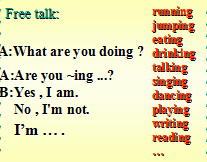 Free talk:
A:What are you doing ?
A:Are you ~ing ...?
B:Yes , I am.
No , I'm not.
I'm ….
running
jumping
eating
drinking
talking
singing
dancing
playing
writing
reading
...